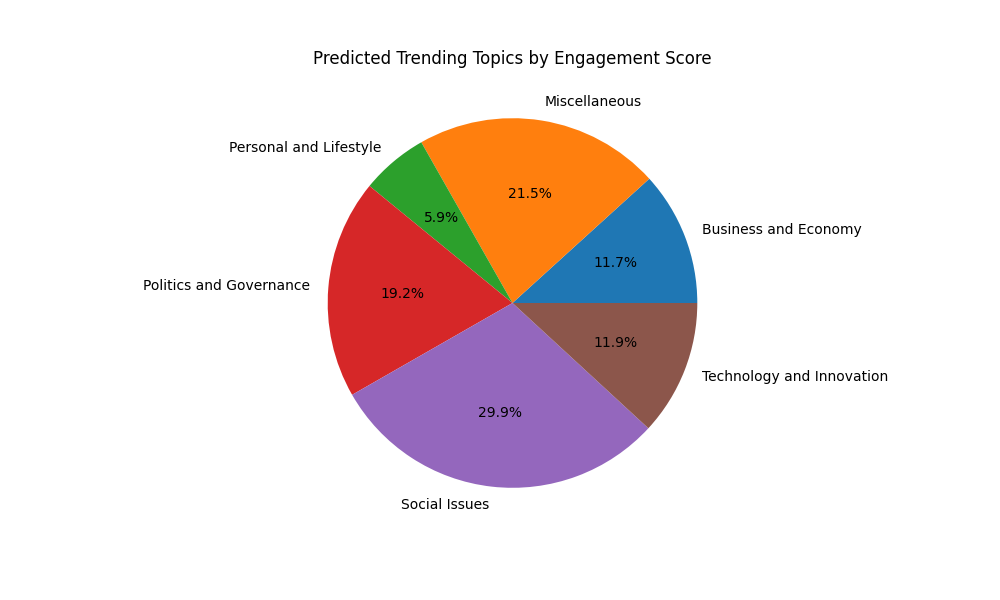 Predicted Trending Topics by Engagement Score
Miscellaneous
Personal and Lifestyle
21.5%
5.9%
Business and Economy
11.7%
Politics and Governance
19.2%
11.9%
Technology and Innovation
29.9%
Social Issues